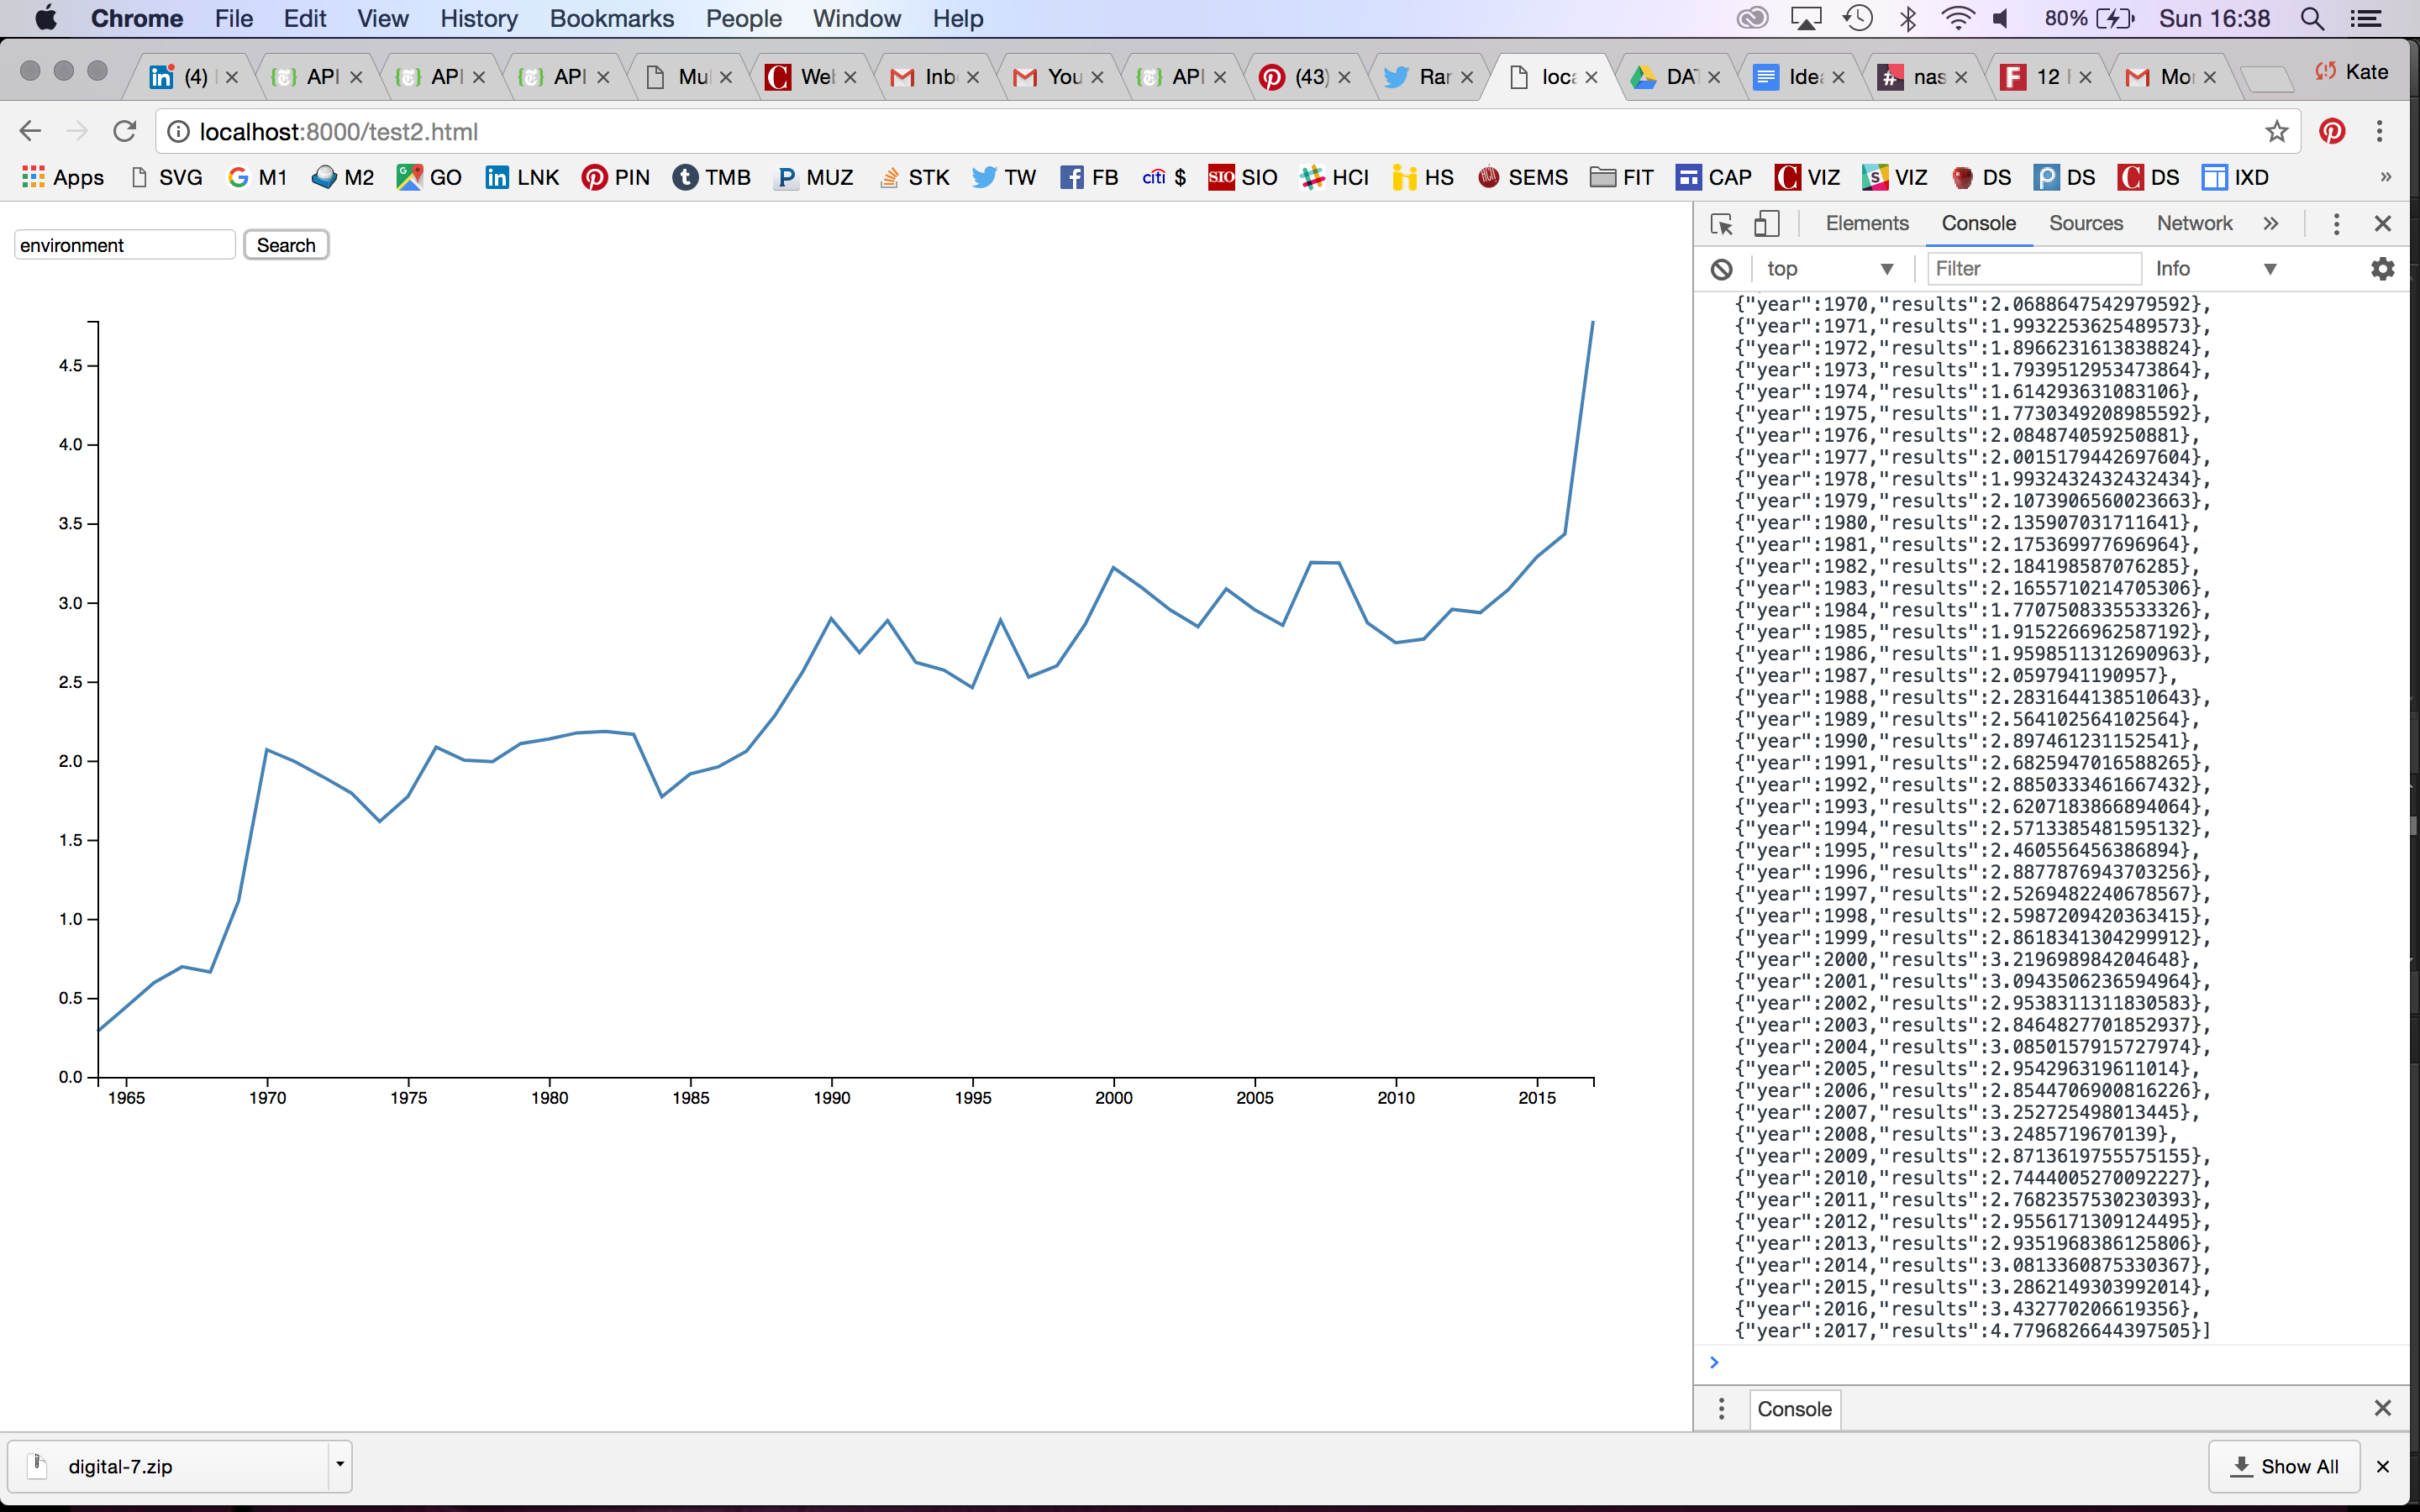 Chrome File Edit View History Bookmarks People Window Help 80% Sun 16:38
(4) API API API Mu Wel Inb You API (43) Rar loca DAT Ide nas 12 Mor Kate
localhost:8000/test2.html
Apps SVG M1 M2 GO LNK PIN TMB MUZ STK TW FB citi $ SIO SIO HCI HS SEMS FIT CAP VIZ VIZ DS DS DS IXD »
environment Search
Elements Console Sources Network »
top Filter Info
4.5
4.0
3.5
3.0
2.5
2.0
1.5
1.0
0.5
0.0
1965 1970 1975 1980 1985 1990 1995 2000 2005 2010 2015
{"year":1970,"results":2.0688647542979592},
{"year":1971,"results":1.9932253625489573},
{"year":1972,"results":1.8966231613838824},
{"year":1973,"results":1.7939512953473864},
{"year":1974,"results":1.614293631083106},
{"year":1975,"results":1.7730349208985592},
{"year":1976,"results":2.084874059250881},
{"year":1977,"results":2.0015179442697604},
{"year":1978,"results":1.9932432432432434},
{"year":1979,"results":2.1073906560023663},
{"year":1980,"results":2.135907031711641},
{"year":1981,"results":2.175369977696964},
{"year":1982,"results":2.184198587076285},
{"year":1983,"results":2.1655710214705306},
{"year":1984,"results":1.7707508335533326},
{"year":1985,"results":1.9152266962587192},
{"year":1986,"results":1.9598511312690963},
{"year":1987,"results":2.0597941190957},
{"year":1988,"results":2.2831644138510643},
{"year":1989,"results":2.564102564102564},
{"year":1990,"results":2.897461231152541},
{"year":1991,"results":2.6825947016588265},
{"year":1992,"results":2.8850333461667432},
{"year":1993,"results":2.6207183866894064},
{"year":1994,"results":2.5713385481595132},
{"year":1995,"results":2.460556456386894},
{"year":1996,"results":2.8877876943703256},
{"year":1997,"results":2.5269482240678567},
{"year":1998,"results":2.5987209420363415},
{"year":1999,"results":2.8618341304299912},
{"year":2000,"results":3.219698984204648},
{"year":2001,"results":3.0943506236594964},
{"year":2002,"results":2.9538311311830583},
{"year":2003,"results":2.8464827701852937},
{"year":2004,"results":3.0850157915727974},
{"year":2005,"results":2.954296319611014},
{"year":2006,"results":2.8544706900816226},
{"year":2007,"results":3.252725498013445},
{"year":2008,"results":3.2485719670139},
{"year":2009,"results":2.8713619755575155},
{"year":2010,"results":2.7444005270092227},
{"year":2011,"results":2.7682357530230393},
{"year":2012,"results":2.9556171309124495},
{"year":2013,"results":2.9351968386125806},
{"year":2014,"results":3.0813360875330367},
{"year":2015,"results":3.2862149303992014},
{"year":2016,"results":3.432770206619356},
{"year":2017,"results":4.7796826644397505}]
Console
digital-7.zip Show All